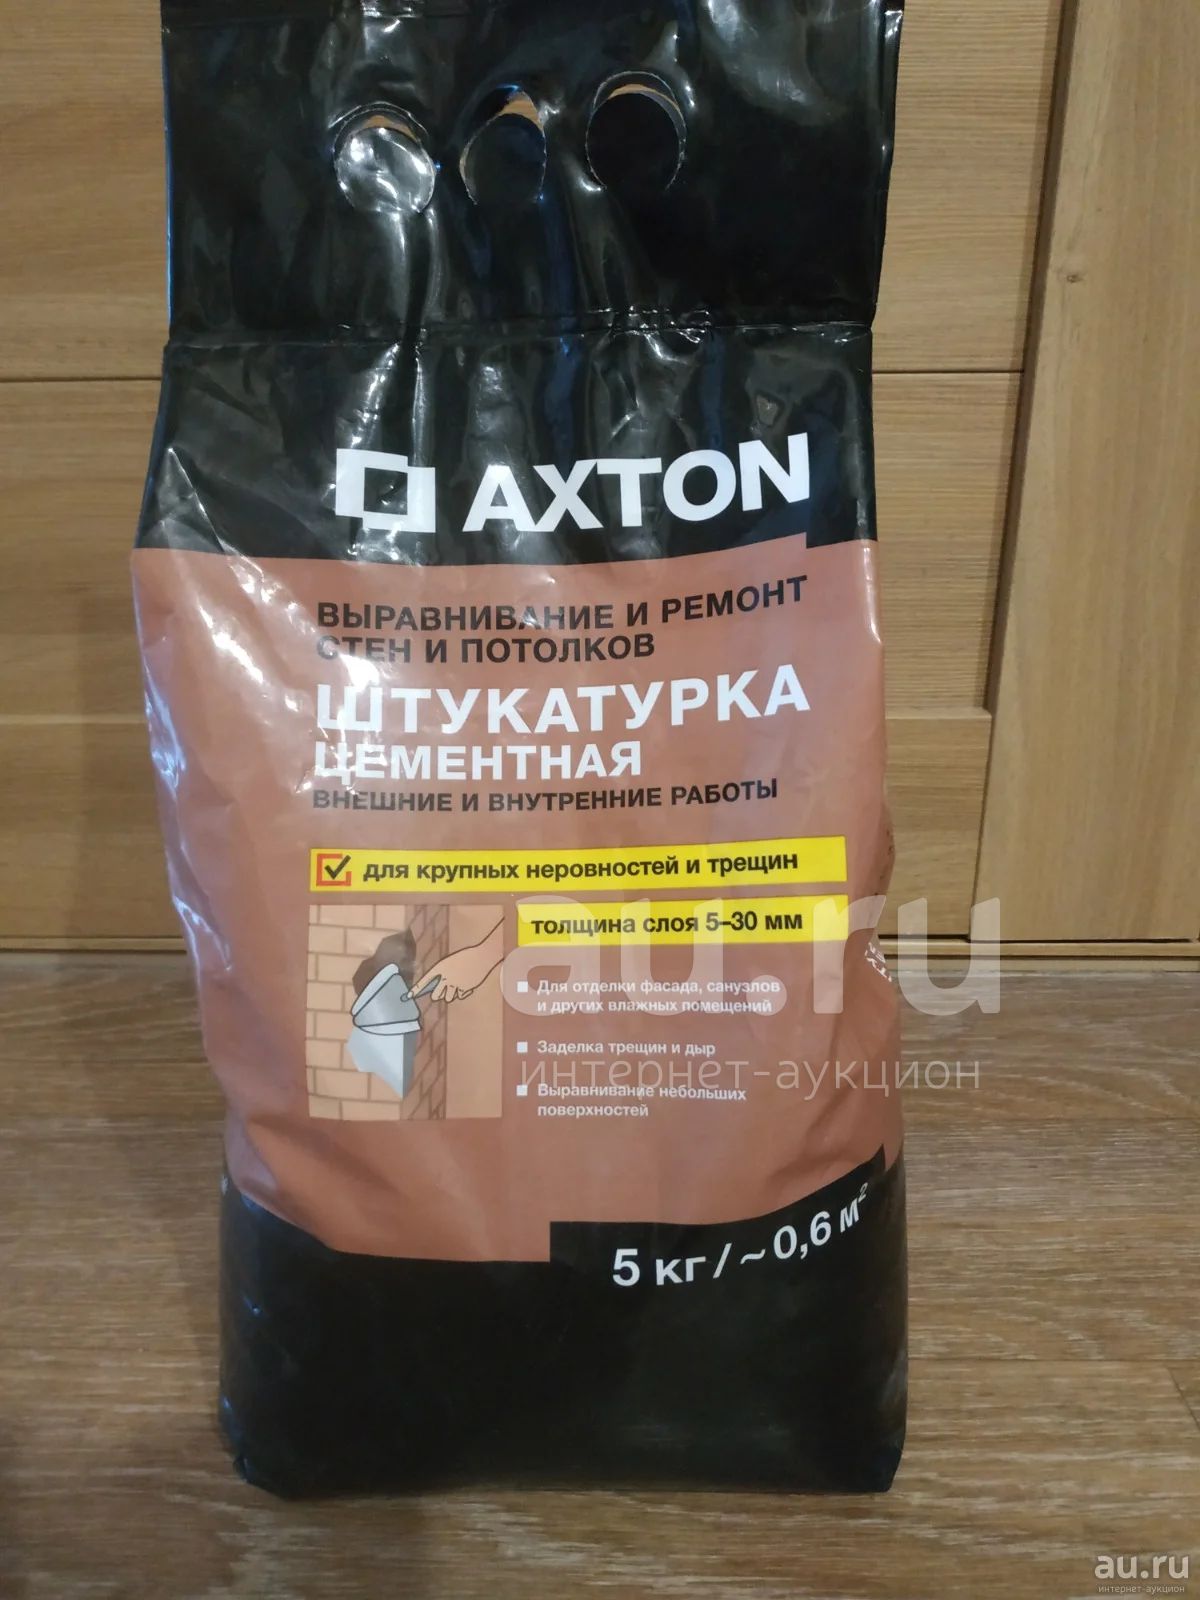 AXTON
ВЫРАВНИВАНИЕ И РЕМОНТ
СТЕН И ПОТОЛКОВ
ШТУКАТУРКА
ЦЕМЕНТНАЯ
ВНЕШНИЕ И ВНУТРЕННИЕ РАБОТЫ
для крупных неровностей и трещин
толщина слоя 5–30 мм
Для отделки фасада, санузлов
и других влажных помещений
Заделка трещин и дыр
Выравнивание небольших
поверхностей
5 кг / ~ 0,6 м²
au.ru
интернет-аукцион
au.ru
интернет-аукцион